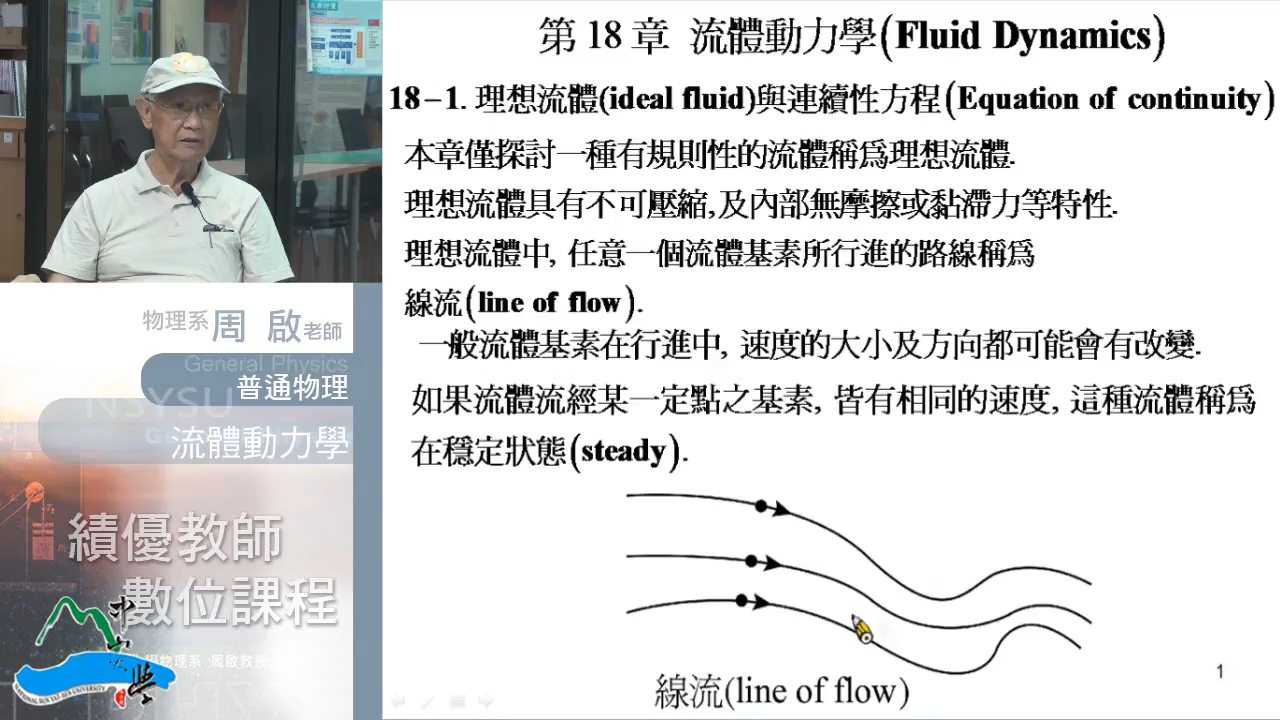 第 18 章 流體動力學(Fluid Dynamics)
18-1. 理想流體(ideal fluid)與連續性方程(Equation of continuity)
本章僅探討一種有規則性的流體稱爲理想流體.
理想流體具有不可壓縮,及內部無摩擦或黏滯力等特性.
理想流體中, 任意一個流體基素所行進的路線稱爲
線流(line of flow).
一般流體基素在行進中, 速度的大小及方向都可能會有改變.
如果流體流經某一定點之基素, 皆有相同的速度, 這種流體稱爲
在穩定狀態(steady).
線流(line of flow)
1
物理系周 啟老師
General Physics
普通物理
NSYSU
流體動力學
績優教師
數位課程
學物理系 :周啟教授